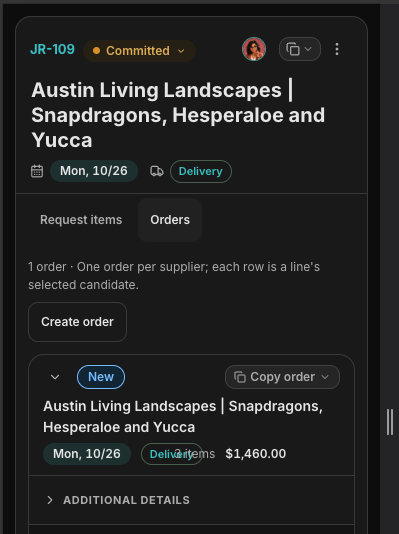 JR-109 Committed
Austin Living Landscapes |
Snapdragons, Hesperaloe and
Yucca
Mon, 10/26 Delivery
Request items Orders
1 order · One order per supplier; each row is a line's
selected candidate.
Create order
New Copy order
Austin Living Landscapes | Snapdragons,
Hesperaloe and Yucca
Mon, 10/26 Delivery 3 items $1,460.00
ADDITIONAL DETAILS